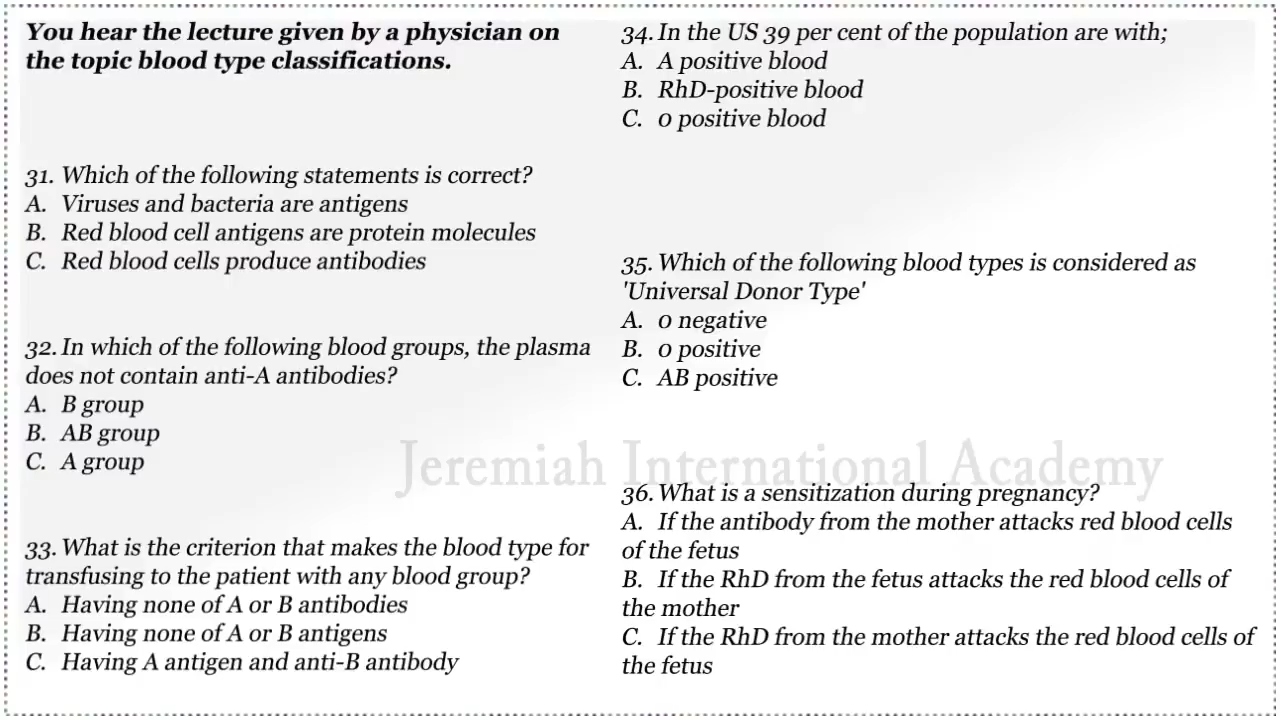 You hear the lecture given by a physician on
the topic blood type classifications.
31. Which of the following statements is correct?
A. Viruses and bacteria are antigens
B. Red blood cell antigens are protein molecules
C. Red blood cells produce antibodies
32. In which of the following blood groups, the plasma
does not contain anti-A antibodies?
A. B group
B. AB group
C. A group
33. What is the criterion that makes the blood type for
transfusing to the patient with any blood group?
A. Having none of A or B antibodies
B. Having none of A or B antigens
C. Having A antigen and anti-B antibody
34. In the US 39 per cent of the population are with;
A. A positive blood
B. RhD-positive blood
C. 0 positive blood
35. Which of the following blood types is considered as
'Universal Donor Type'
A. 0 negative
B. 0 positive
C. AB positive
Jeremiah International Academy
36. What is a sensitization during pregnancy?
A. If the antibody from the mother attacks red blood cells
of the fetus
B. If the RhD from the fetus attacks the red blood cells of
the mother
C. If the RhD from the mother attacks the red blood cells of
the fetus